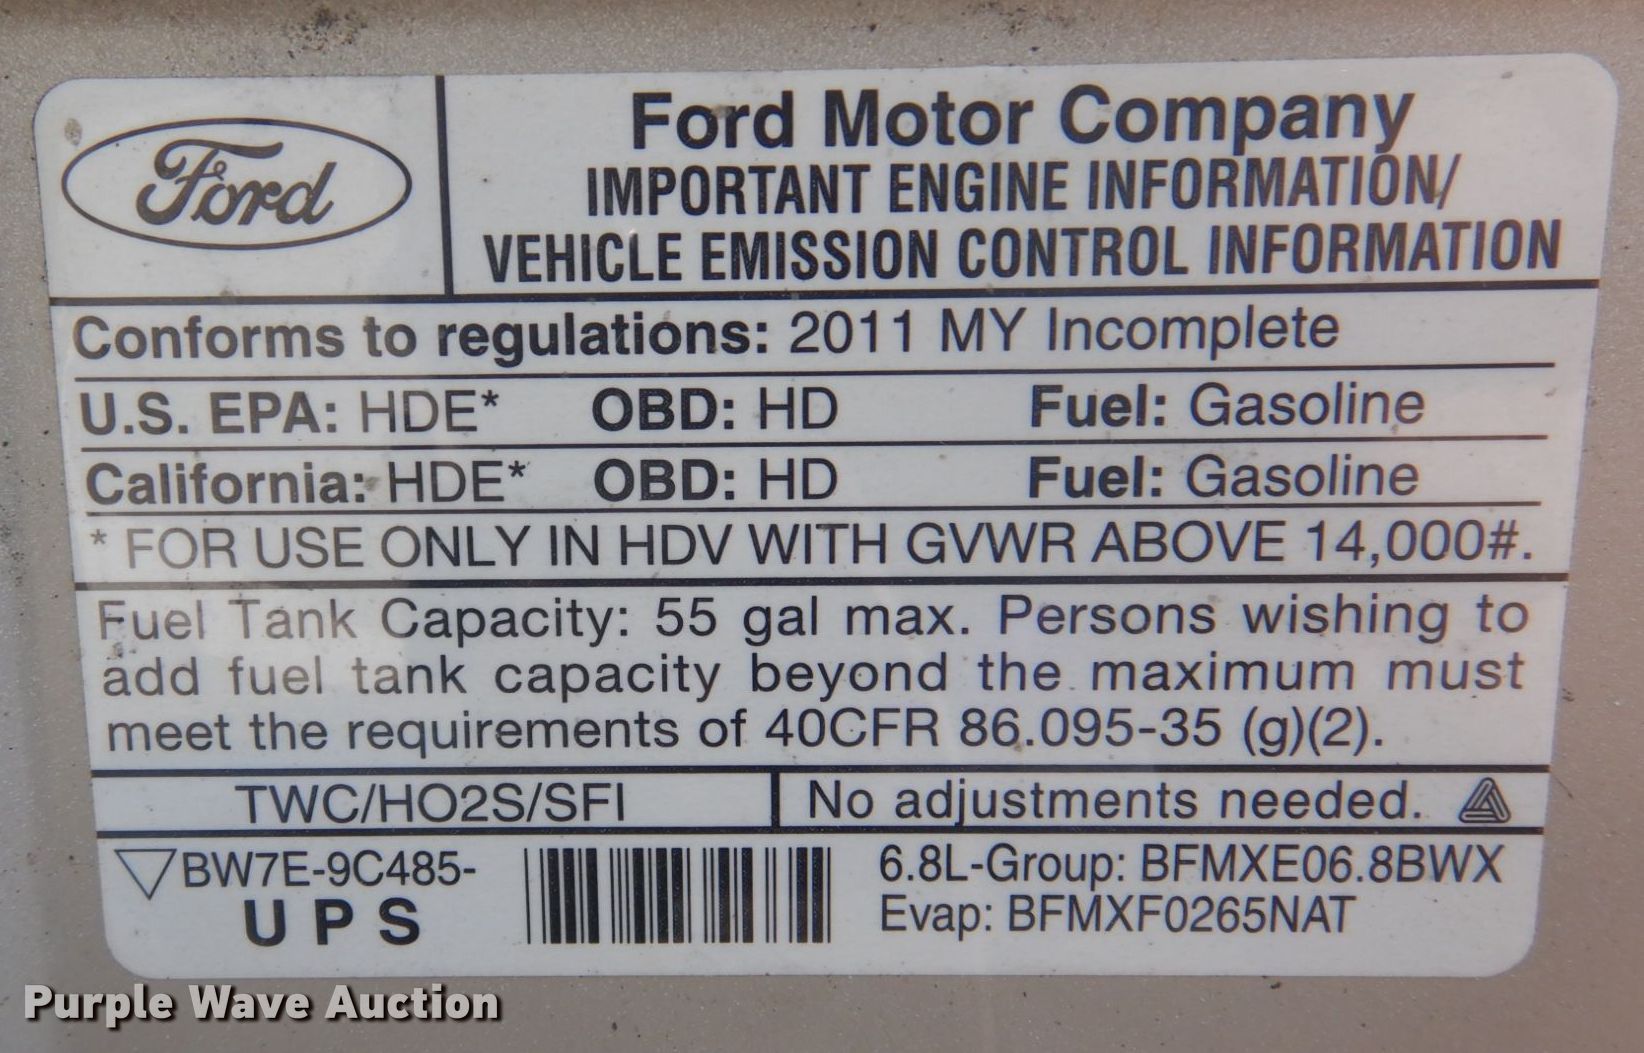 Ford
Ford Motor Company
IMPORTANT ENGINE INFORMATION/
VEHICLE EMISSION CONTROL INFORMATION
Conforms to regulations: 2011 MY Incomplete
U.S. EPA: HDE* OBD: HD Fuel: Gasoline
California: HDE* OBD: HD Fuel: Gasoline
* FOR USE ONLY IN HDV WITH GVWR ABOVE 14,000#.
Fuel Tank Capacity: 55 gal max. Persons wishing to
add fuel tank capacity beyond the maximum must
meet the requirements of 40CFR 86.095-35 (g)(2).
TWC/HO2S/SFI No adjustments needed.
BW7E-9C485-
UPS
6.8L-Group: BFMXE06.8BWX
Evap: BFMXF0265NAT
Purple Wave Auction